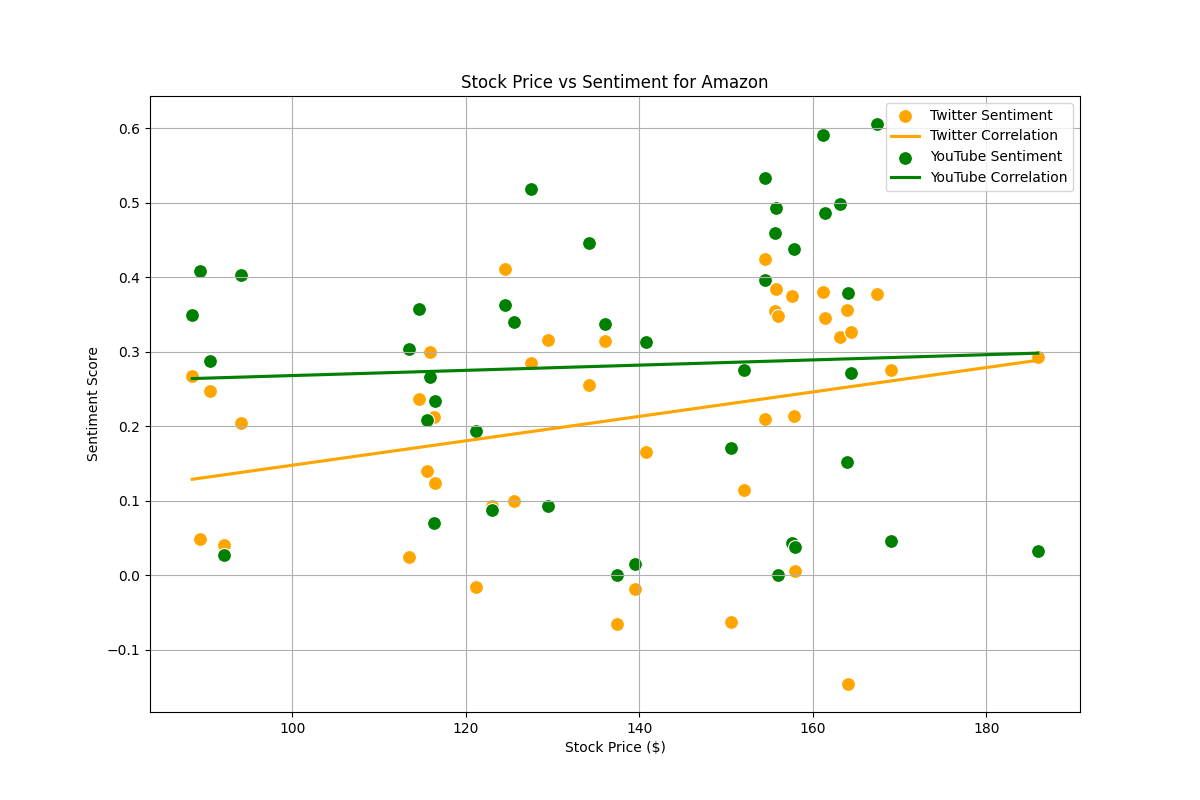 Stock Price vs Sentiment for Amazon
Twitter Sentiment
Twitter Correlation
YouTube Sentiment
YouTube Correlation
0.6
0.5
0.4
0.3
0.2
0.1
0.0
−0.1
Sentiment Score
100
120
140
160
180
Stock Price ($)